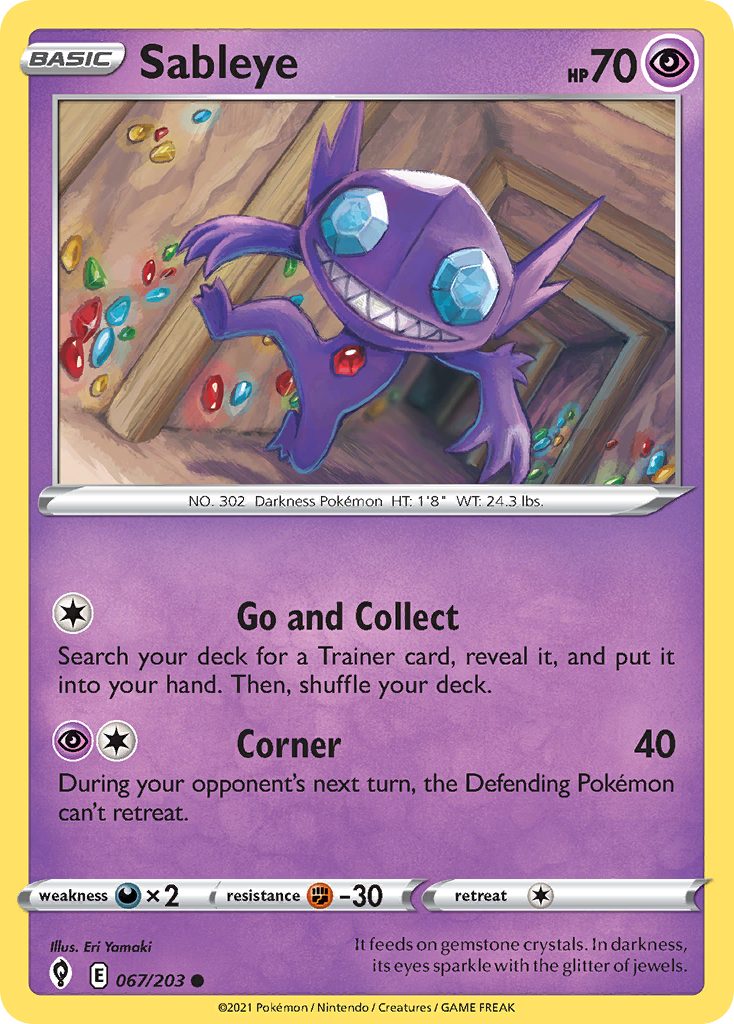 BASIC Sableye HP 70
NO. 302 Darkness Pokémon HT: 1'8" WT: 24.3 lbs.
Go and Collect
Search your deck for a Trainer card, reveal it, and put it
into your hand. Then, shuffle your deck.
Corner 40
During your opponent's next turn, the Defending Pokémon
can't retreat.
weakness ×2 resistance -30 retreat
Illus. Eri Yamaki
It feeds on gemstone crystals. In darkness,
its eyes sparkle with the glitter of jewels.
E 067/203
©2021 Pokémon / Nintendo / Creatures / GAME FREAK